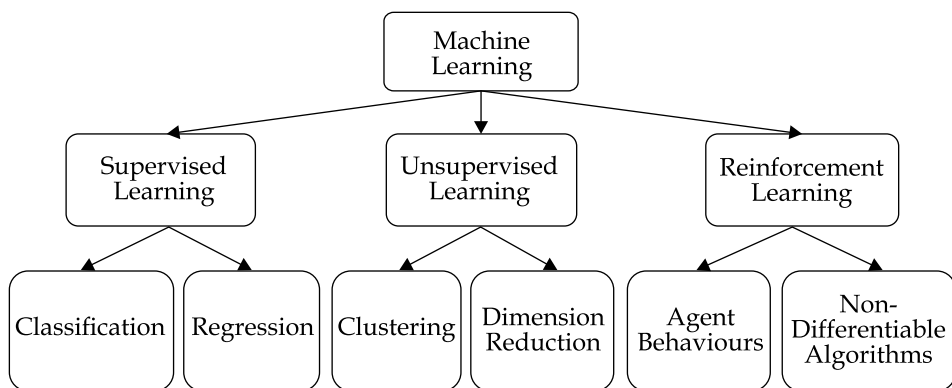 Machine
Learning
Supervised
Learning
Unsupervised
Learning
Reinforcement
Learning
Classification
Regression
Clustering
Dimension
Reduction
Agent
Behaviours
Non-
Differentiable
Algorithms